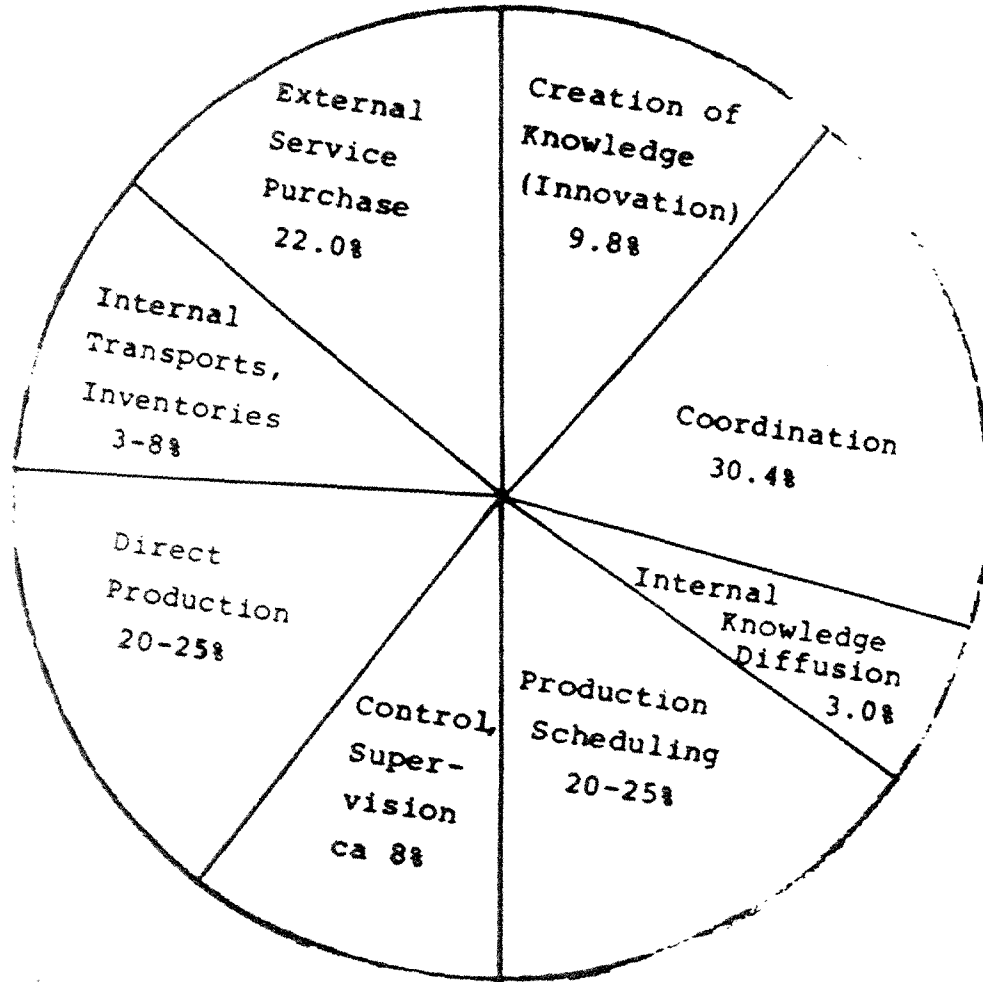 External
Service
Purchase
22.0%
Creation of
Knowledge
(Innovation)
9.8%
Internal
Transports,
Inventories
3-8%
Coordination
30.4%
Direct
Production
20-25%
Internal
Knowledge
Diffusion
3.0%
Control,
Super-
vision
ca 8%
Production
Scheduling
20-25%